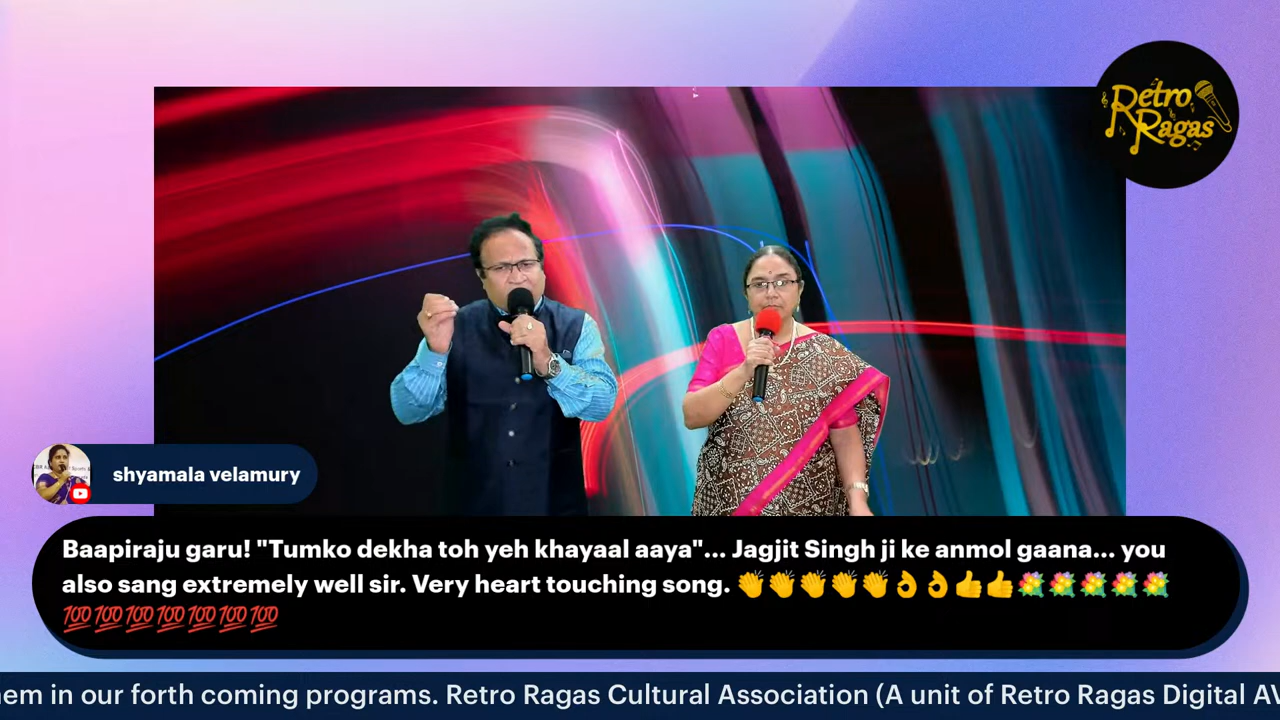 Retro
Ragas
shyamala velamury
Baapiraju garu! "Tumko dekha toh yeh khayaal aaya"... Jagjit Singh ji ke anmol gaana... you
also sang extremely well sir. Very heart touching song. 👏👏👏👏👏👌👌👍👍💐💐💐💐💐
💯💯💯💯💯💯💯
in our forth coming programs. Retro Ragas Cultural Association (A unit of Retro Ragas Digital